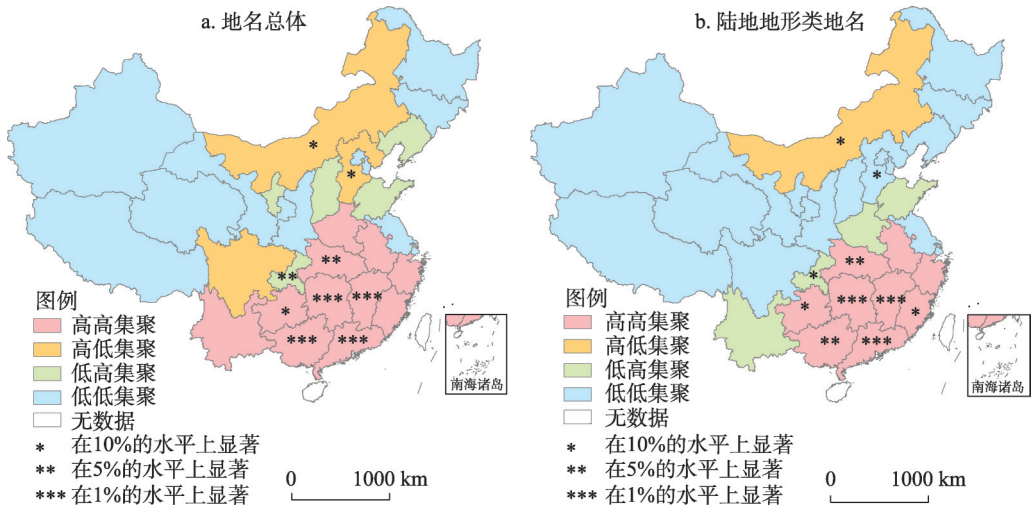 a. 地名总体
*
*
**
**
***
***
*
***
***
图例
高高集聚
高低集聚
低高集聚
低低集聚
无数据
* 在10%的水平上显著
** 在5%的水平上显著
*** 在1%的水平上显著
南海诸岛
0 1000 km
b. 陆地地形类地名
*
*
**
*
***
***
*
*
**
***
图例
高高集聚
高低集聚
低高集聚
低低集聚
无数据
* 在10%的水平上显著
** 在5%的水平上显著
*** 在1%的水平上显著
南海诸岛
0 1000 km